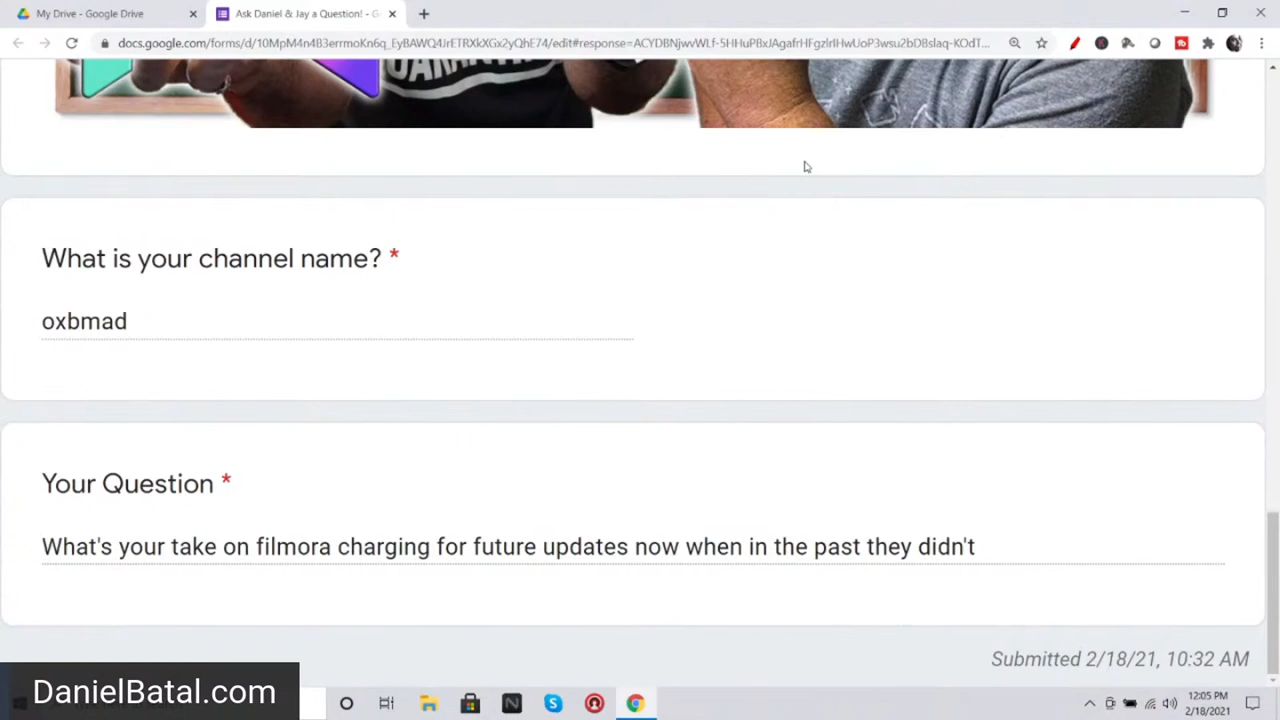 My Drive - Google Drive
Ask Daniel & Jay a Question! - G
What is your channel name? *
oxbmad
Your Question *
What's your take on filmora charging for future updates now when in the past they didn't
Submitted 2/18/21, 10:32 AM
DanielBatal.com
12:05 PM
2/18/2021